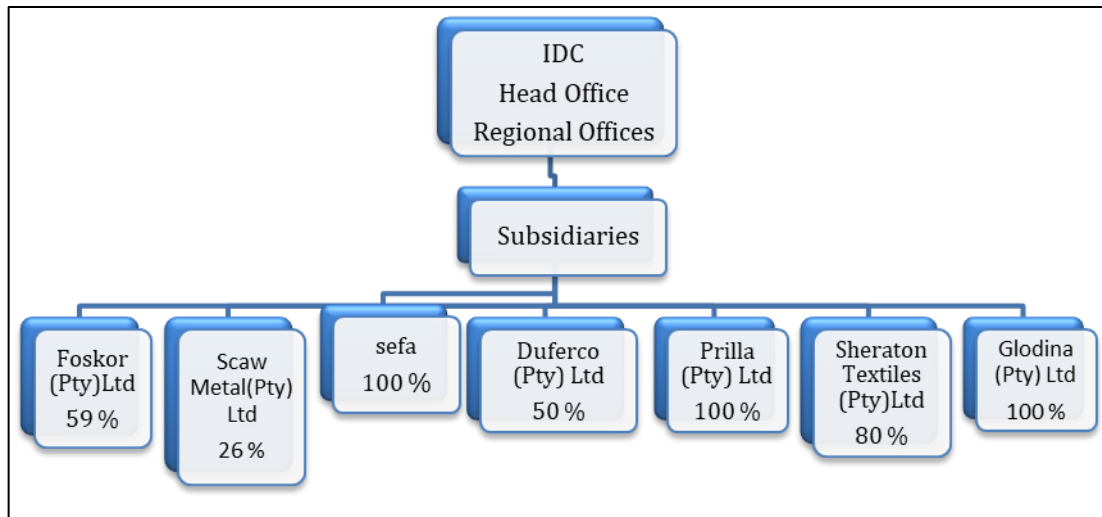 IDC
Head Office
Regional Offices
Subsidiaries
Foskor
(Pty)Ltd
59 %
Scaw
Metal(Pty)
Ltd
26 %
sefa
100 %
Duferco
(Pty) Ltd
50 %
Prilla
(Pty) Ltd
100 %
Sheraton
Textiles
(Pty)Ltd
80 %
Glodina
(Pty) Ltd
100 %